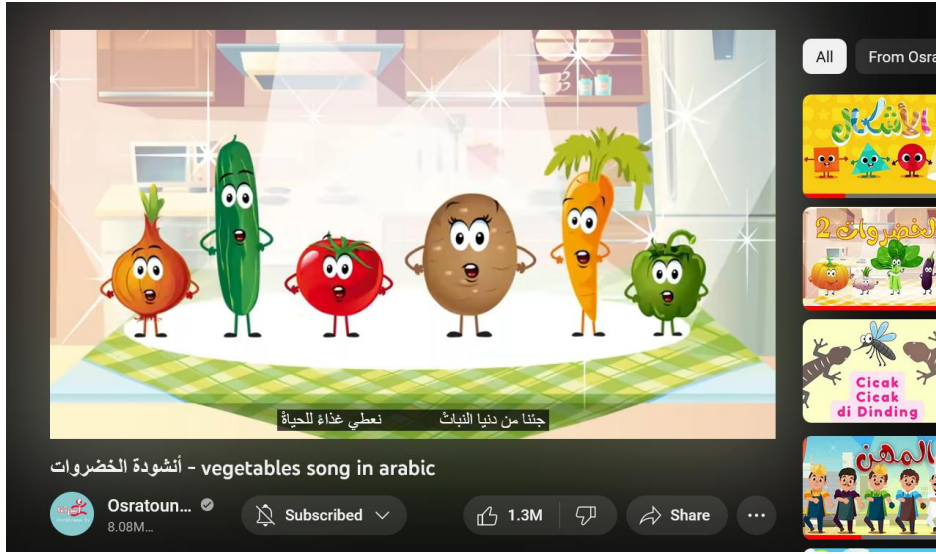 All From Osra
الأشكال
الخضروات 2
Cicak
Cicak
di Dinding
المهن
جئنا من دنيا النباتْ نعطي غذاءً للحياةْ
أنشودة الخضروات - vegetables song in arabic
Osratoun...
8.08M...
Subscribed
1.3M
Share
...